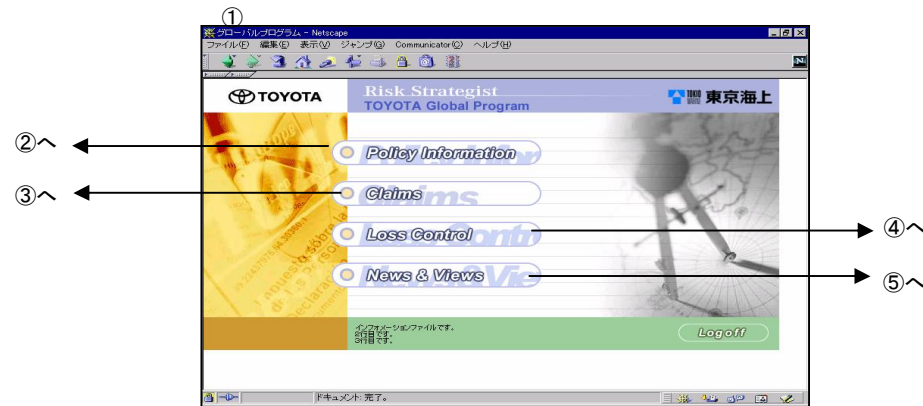 ①
グローバルプログラム - Netscape
ファイル(F) 編集(E) 表示(V) ジャンプ(G) Communicator(C) ヘルプ(H)
TOYOTA
Risk Strategist
TOYOTA Global Program
東京海上
②へ
Policy Information
③へ
Claims
Loss Control
④へ
News & Views
⑤へ
インフォメーションファイルです。
2行目です。
3行目です。
Logoff
ドキュメント: 完了。